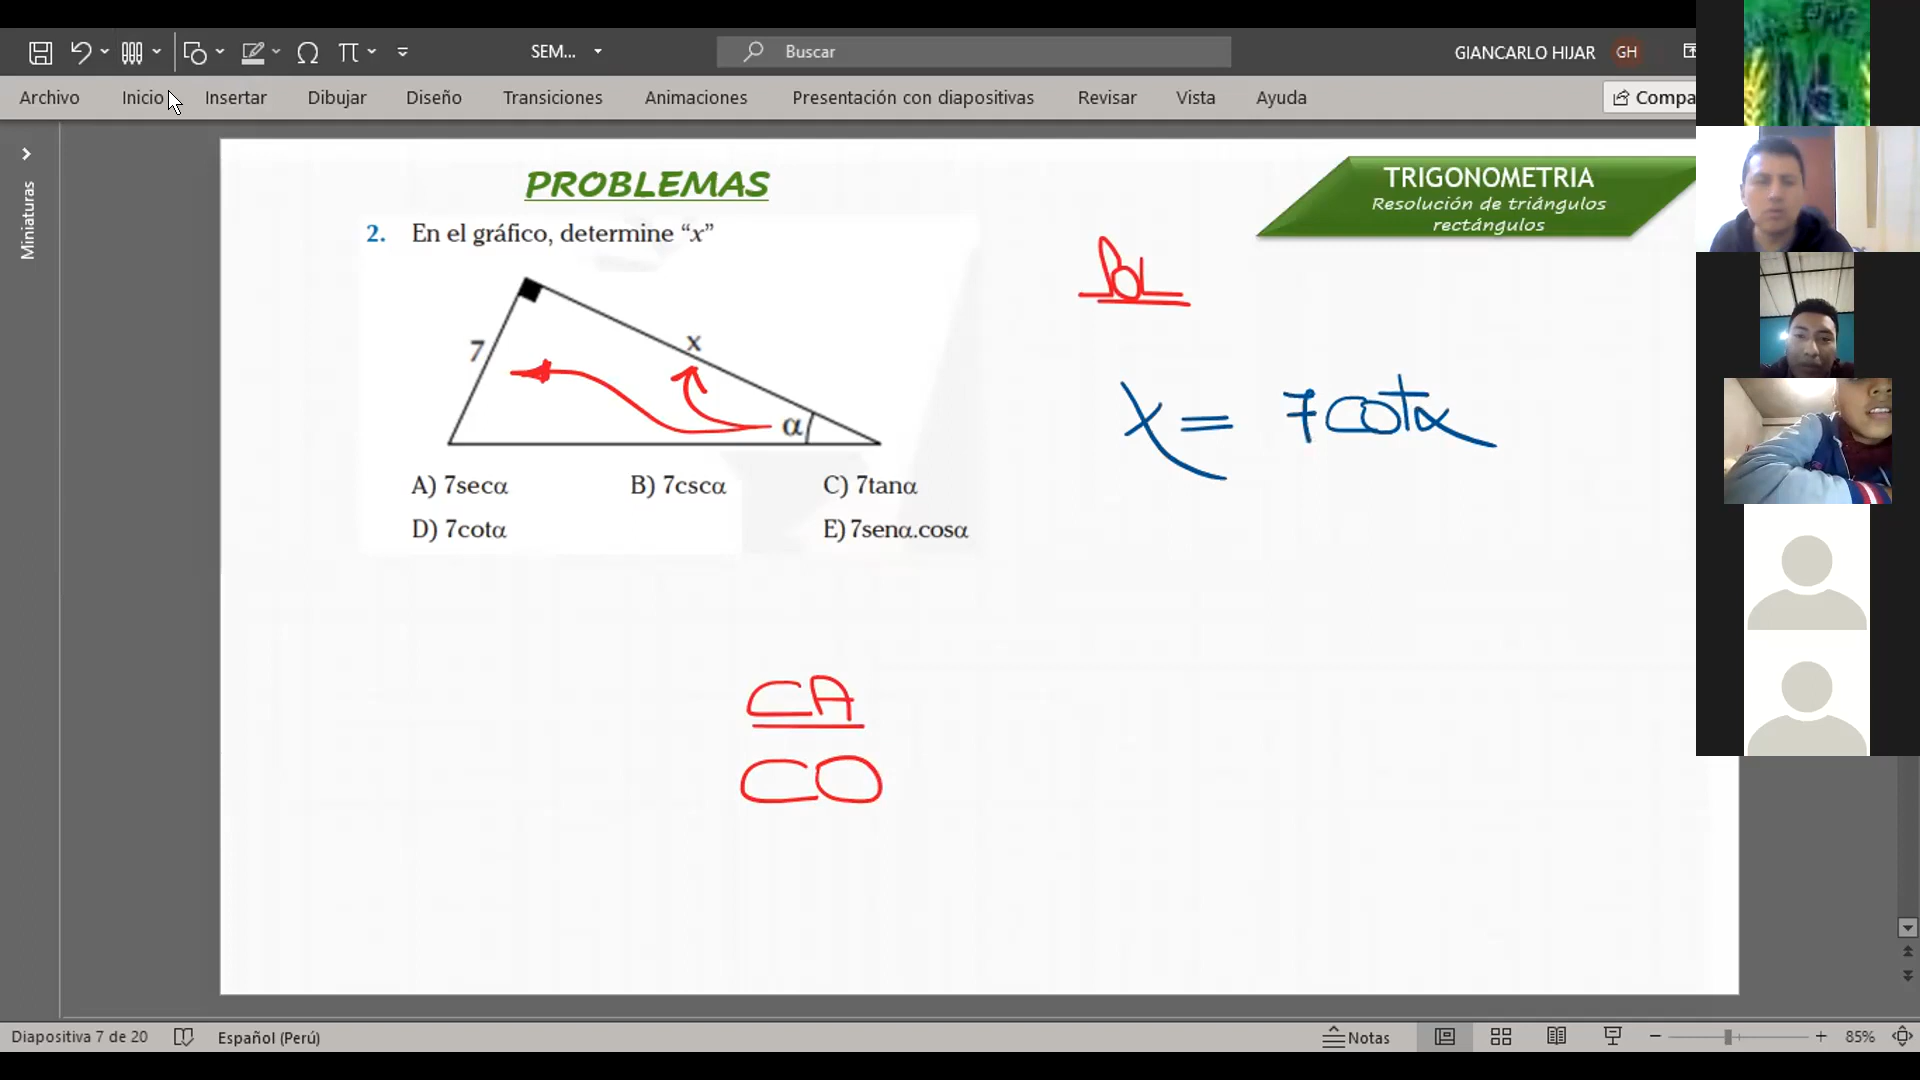 SEM...
Buscar
GIANCARLO HIJAR
GH
Archivo
Inicio
Insertar
Dibujar
Diseño
Transiciones
Animaciones
Presentación con diapositivas
Revisar
Vista
Ayuda
Compa
Miniaturas
PROBLEMAS
TRIGONOMETRIA
Resolución de triángulos
rectángulos
2. En el gráfico, determine “x”
7
x
α
x = 7cotα
A) 7secα B) 7cscα C) 7tanα
D) 7cotα E) 7senα.cosα
CA
CO
Diapositiva 7 de 20
Español (Perú)
Notas
85%